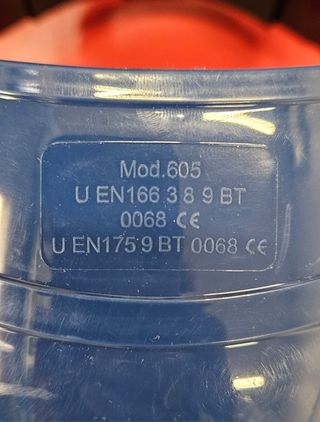 Mod.605
U EN166 3 8 9 BT
0068 CE
U EN175 9 BT 0068 CE